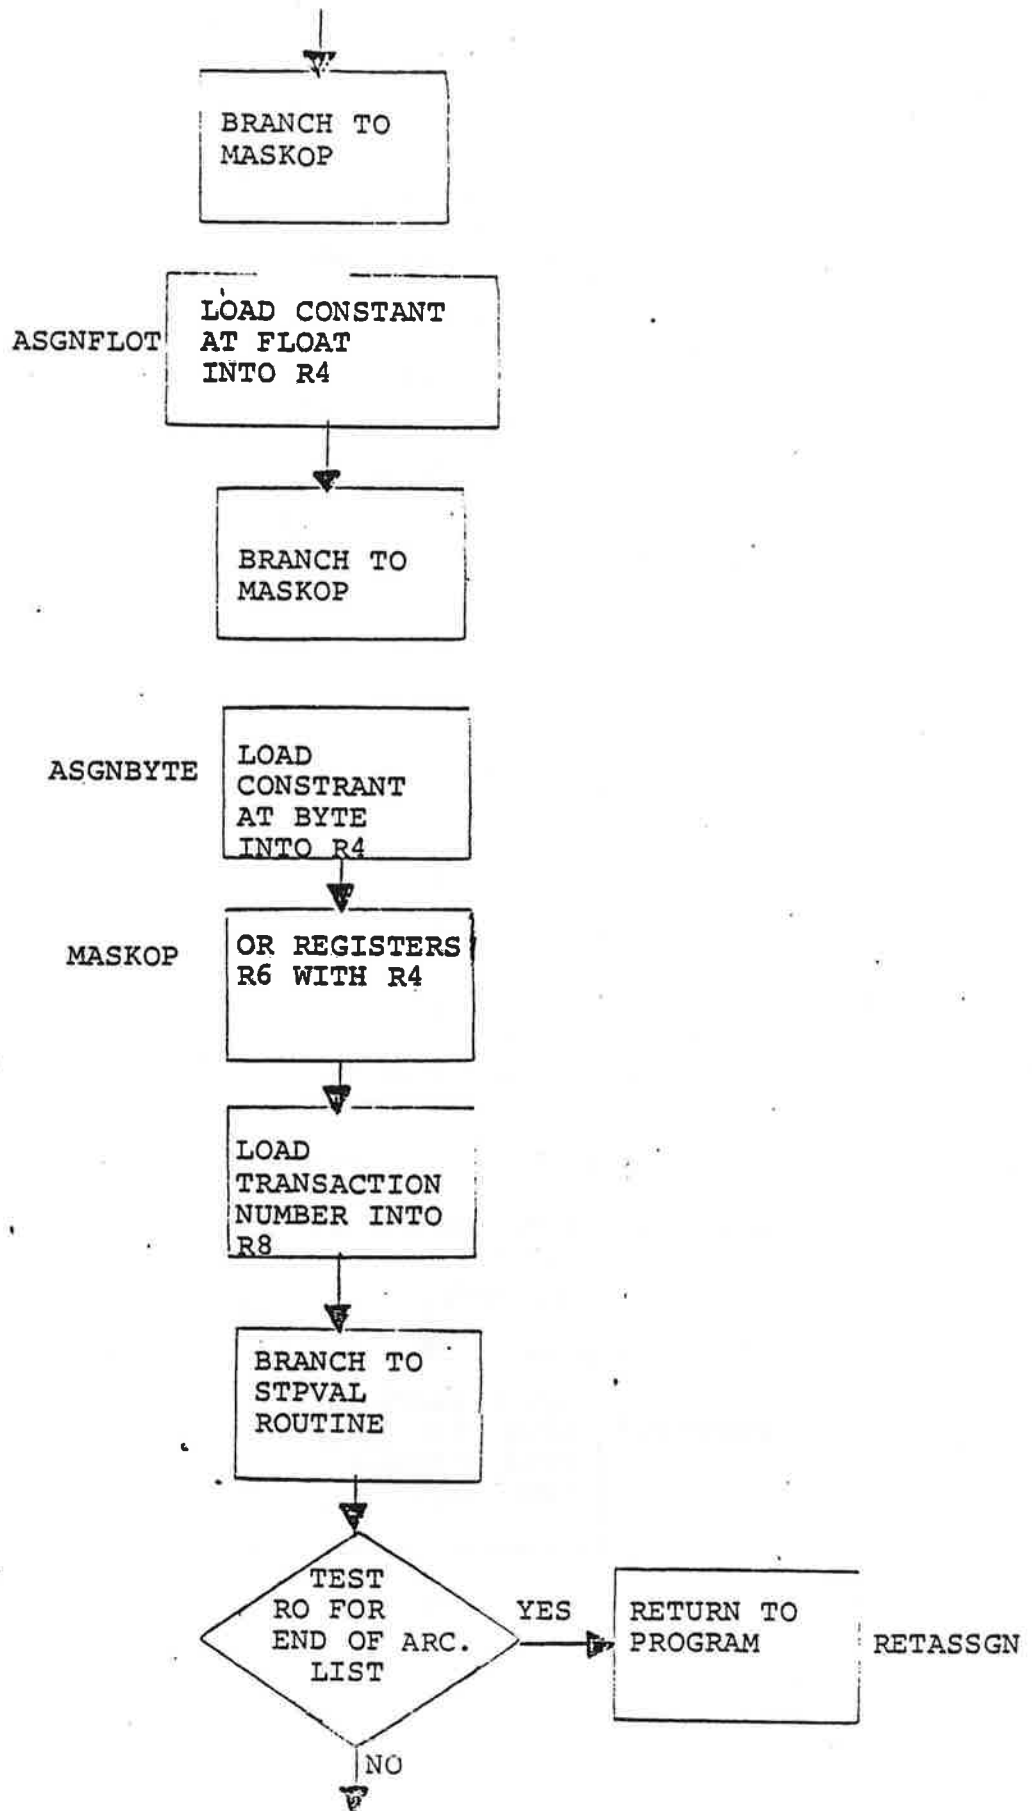 BRANCH TO
MASKOP
ASGNFLOT
LOAD CONSTANT
AT FLOAT
INTO R4
BRANCH TO
MASKOP
ASGNBYTE
LOAD
CONSTRANT
AT BYTE
INTO R4
MASKOP
OR REGISTERS
R6 WITH R4
LOAD
TRANSACTION
NUMBER INTO
R8
BRANCH TO
STPVAL
ROUTINE
TEST
RO FOR
END OF ARC.
LIST
YES
RETURN TO
PROGRAM
RETASSGN
NO